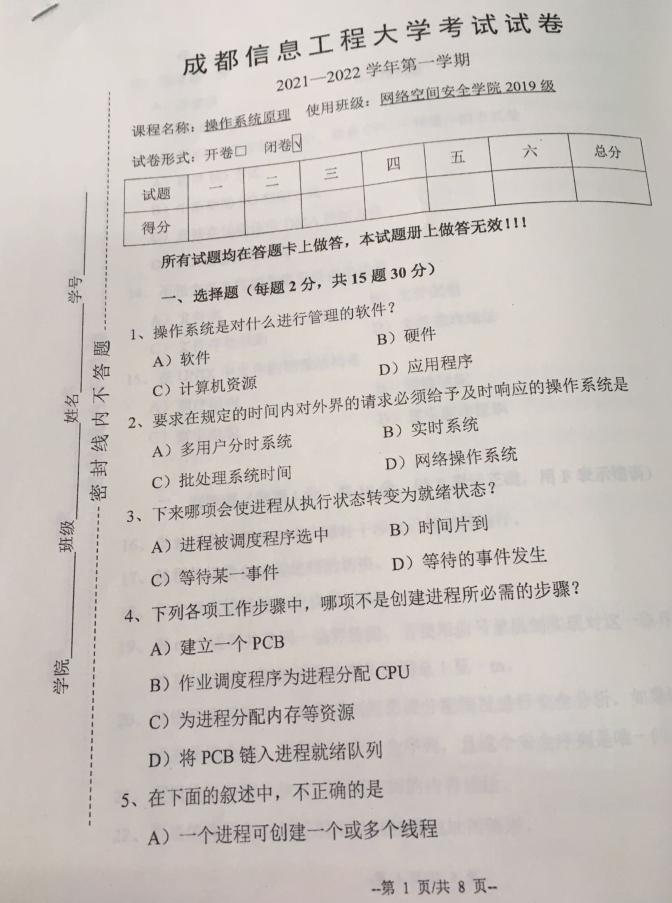 成都信息工程大学考试试卷
2021—2022 学年第一学期
课程名称：操作系统原理 使用班级：网络空间安全学院 2019 级
试卷形式：开卷□ 闭卷☑
试题 一 二 三 四 五 六 总分
得分
所有试题均在答题卡上做答，本试题册上做答无效！！！
一、选择题（每题 2 分，共 15 题 30 分）
1、操作系统是对什么进行管理的软件？
A）软件 B）硬件
C）计算机资源 D）应用程序
2、要求在规定的时间内对外界的请求必须给予及时响应的操作系统是
A）多用户分时系统 B）实时系统
C）批处理系统时间 D）网络操作系统
3、下来哪项会使进程从执行状态转变为就绪状态？
A）进程被调度程序选中 B）时间片到
C）等待某一事件 D）等待的事件发生
4、下列各项工作步骤中，哪项不是创建进程所必需的步骤？
A）建立一个 PCB
B）作业调度程序为进程分配 CPU
C）为进程分配内存等资源
D）将 PCB 链入进程就绪队列
5、在下面的叙述中，不正确的是
A）一个进程可创建一个或多个线程
--第 1 页/共 8 页--
学院 班级 姓名 学号
密封线内不答题